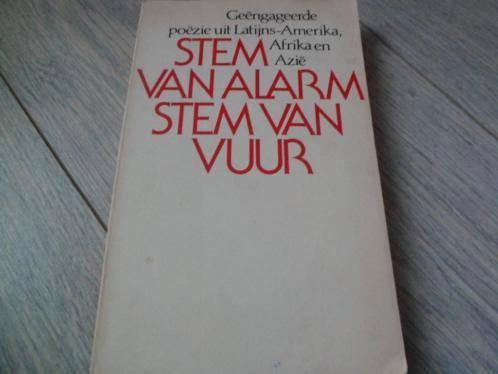 Geëngageerde
poëzie uit Latijns-Amerika,
STEM Afrika en
Azië
VAN ALARM
STEM VAN
VUUR